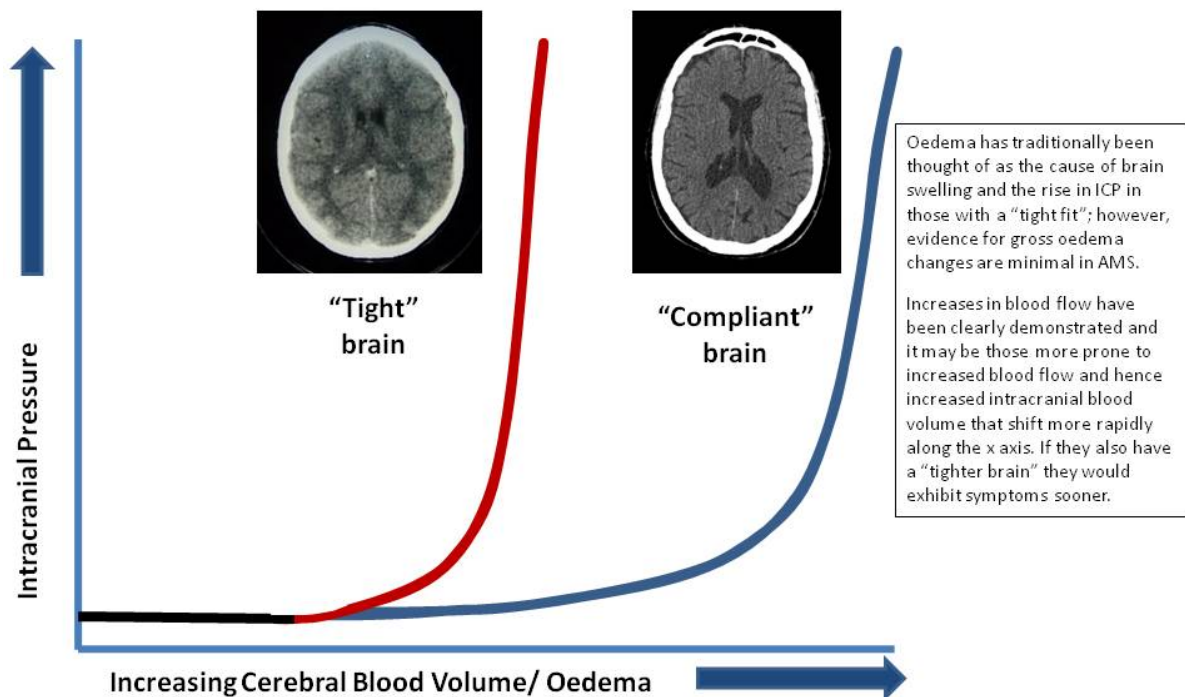 Intracranial Pressure
“Tight”
brain
“Compliant”
brain
Oedema has traditionally been
thought of as the cause of brain
swelling and the rise in ICP in
those with a “tight fit”; however,
evidence for gross oedema
changes are minimal in AMS.
Increases in blood flow have
been clearly demonstrated and
it may be those more prone to
increased blood flow and hence
increased intracranial blood
volume that shift more rapidly
along the x axis. If they also have
a “tighter brain” they would
exhibit symptoms sooner.
Increasing Cerebral Blood Volume/ Oedema